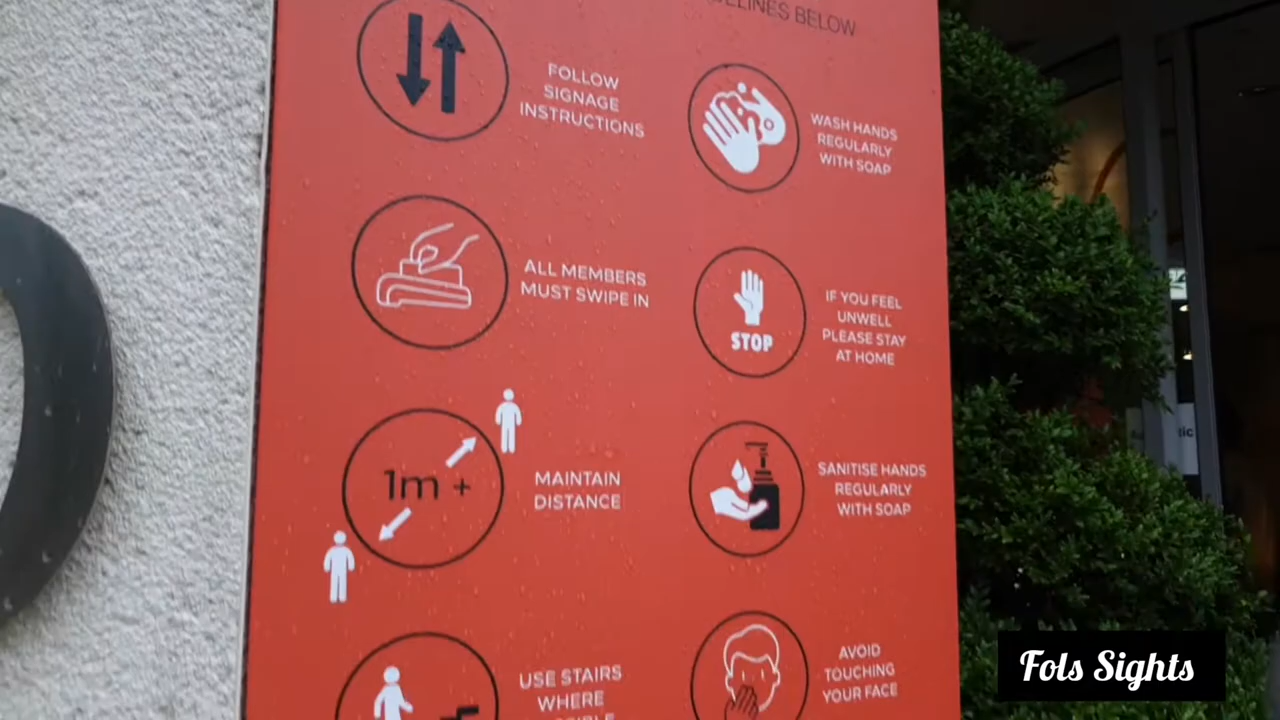 BELOW
FOLLOW
SIGNAGE
INSTRUCTIONS
WASH HANDS
REGULARLY
WITH SOAP
ALL MEMBERS
MUST SWIPE IN
IF YOU FEEL
UNWELL
PLEASE STAY
AT HOME
STOP
1m +
MAINTAIN
DISTANCE
SANITISE HANDS
REGULARLY
WITH SOAP
USE STAIRS
WHERE
AVOID
TOUCHING
YOUR FACE
Fols Sights